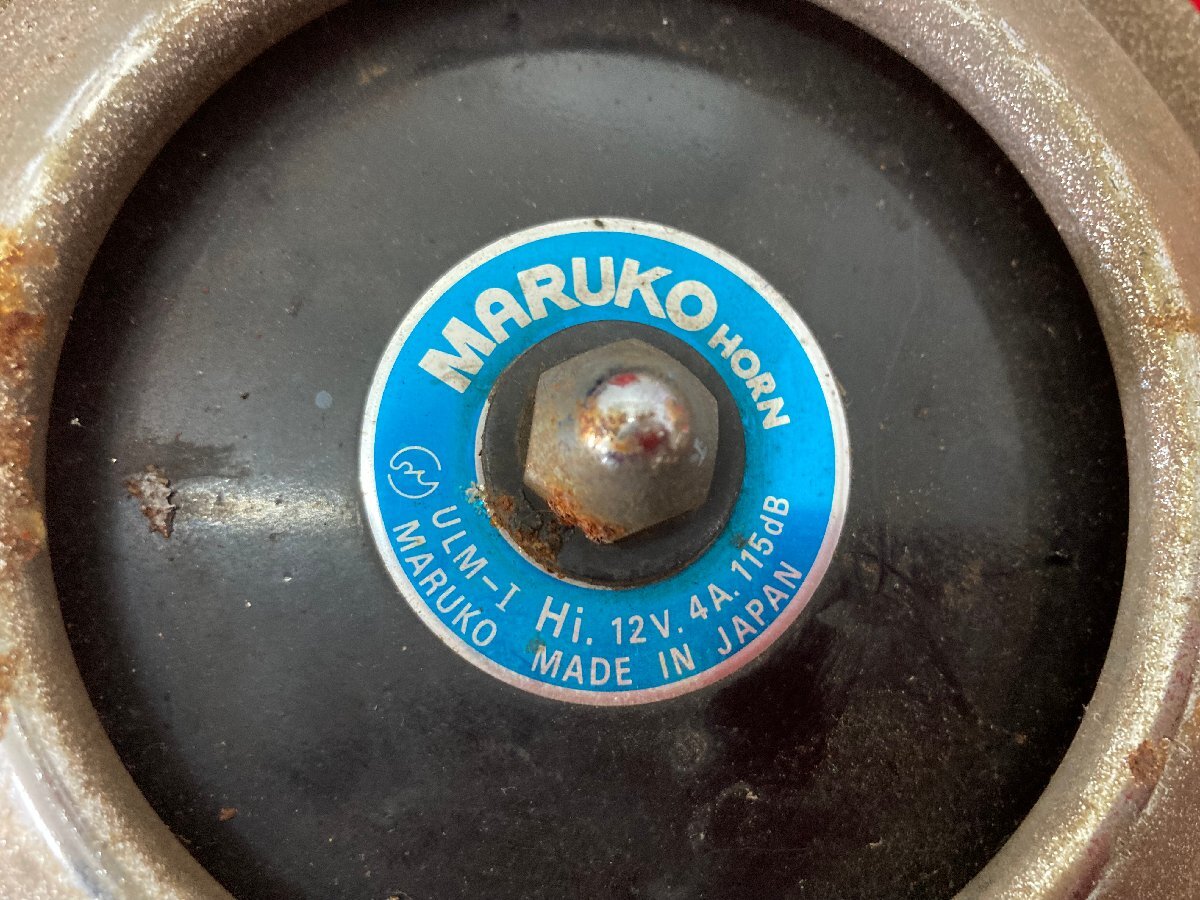 MARUKO HORN
ULM-I Hi. 12V. 4A. 115dB
MARUKO MADE IN JAPAN